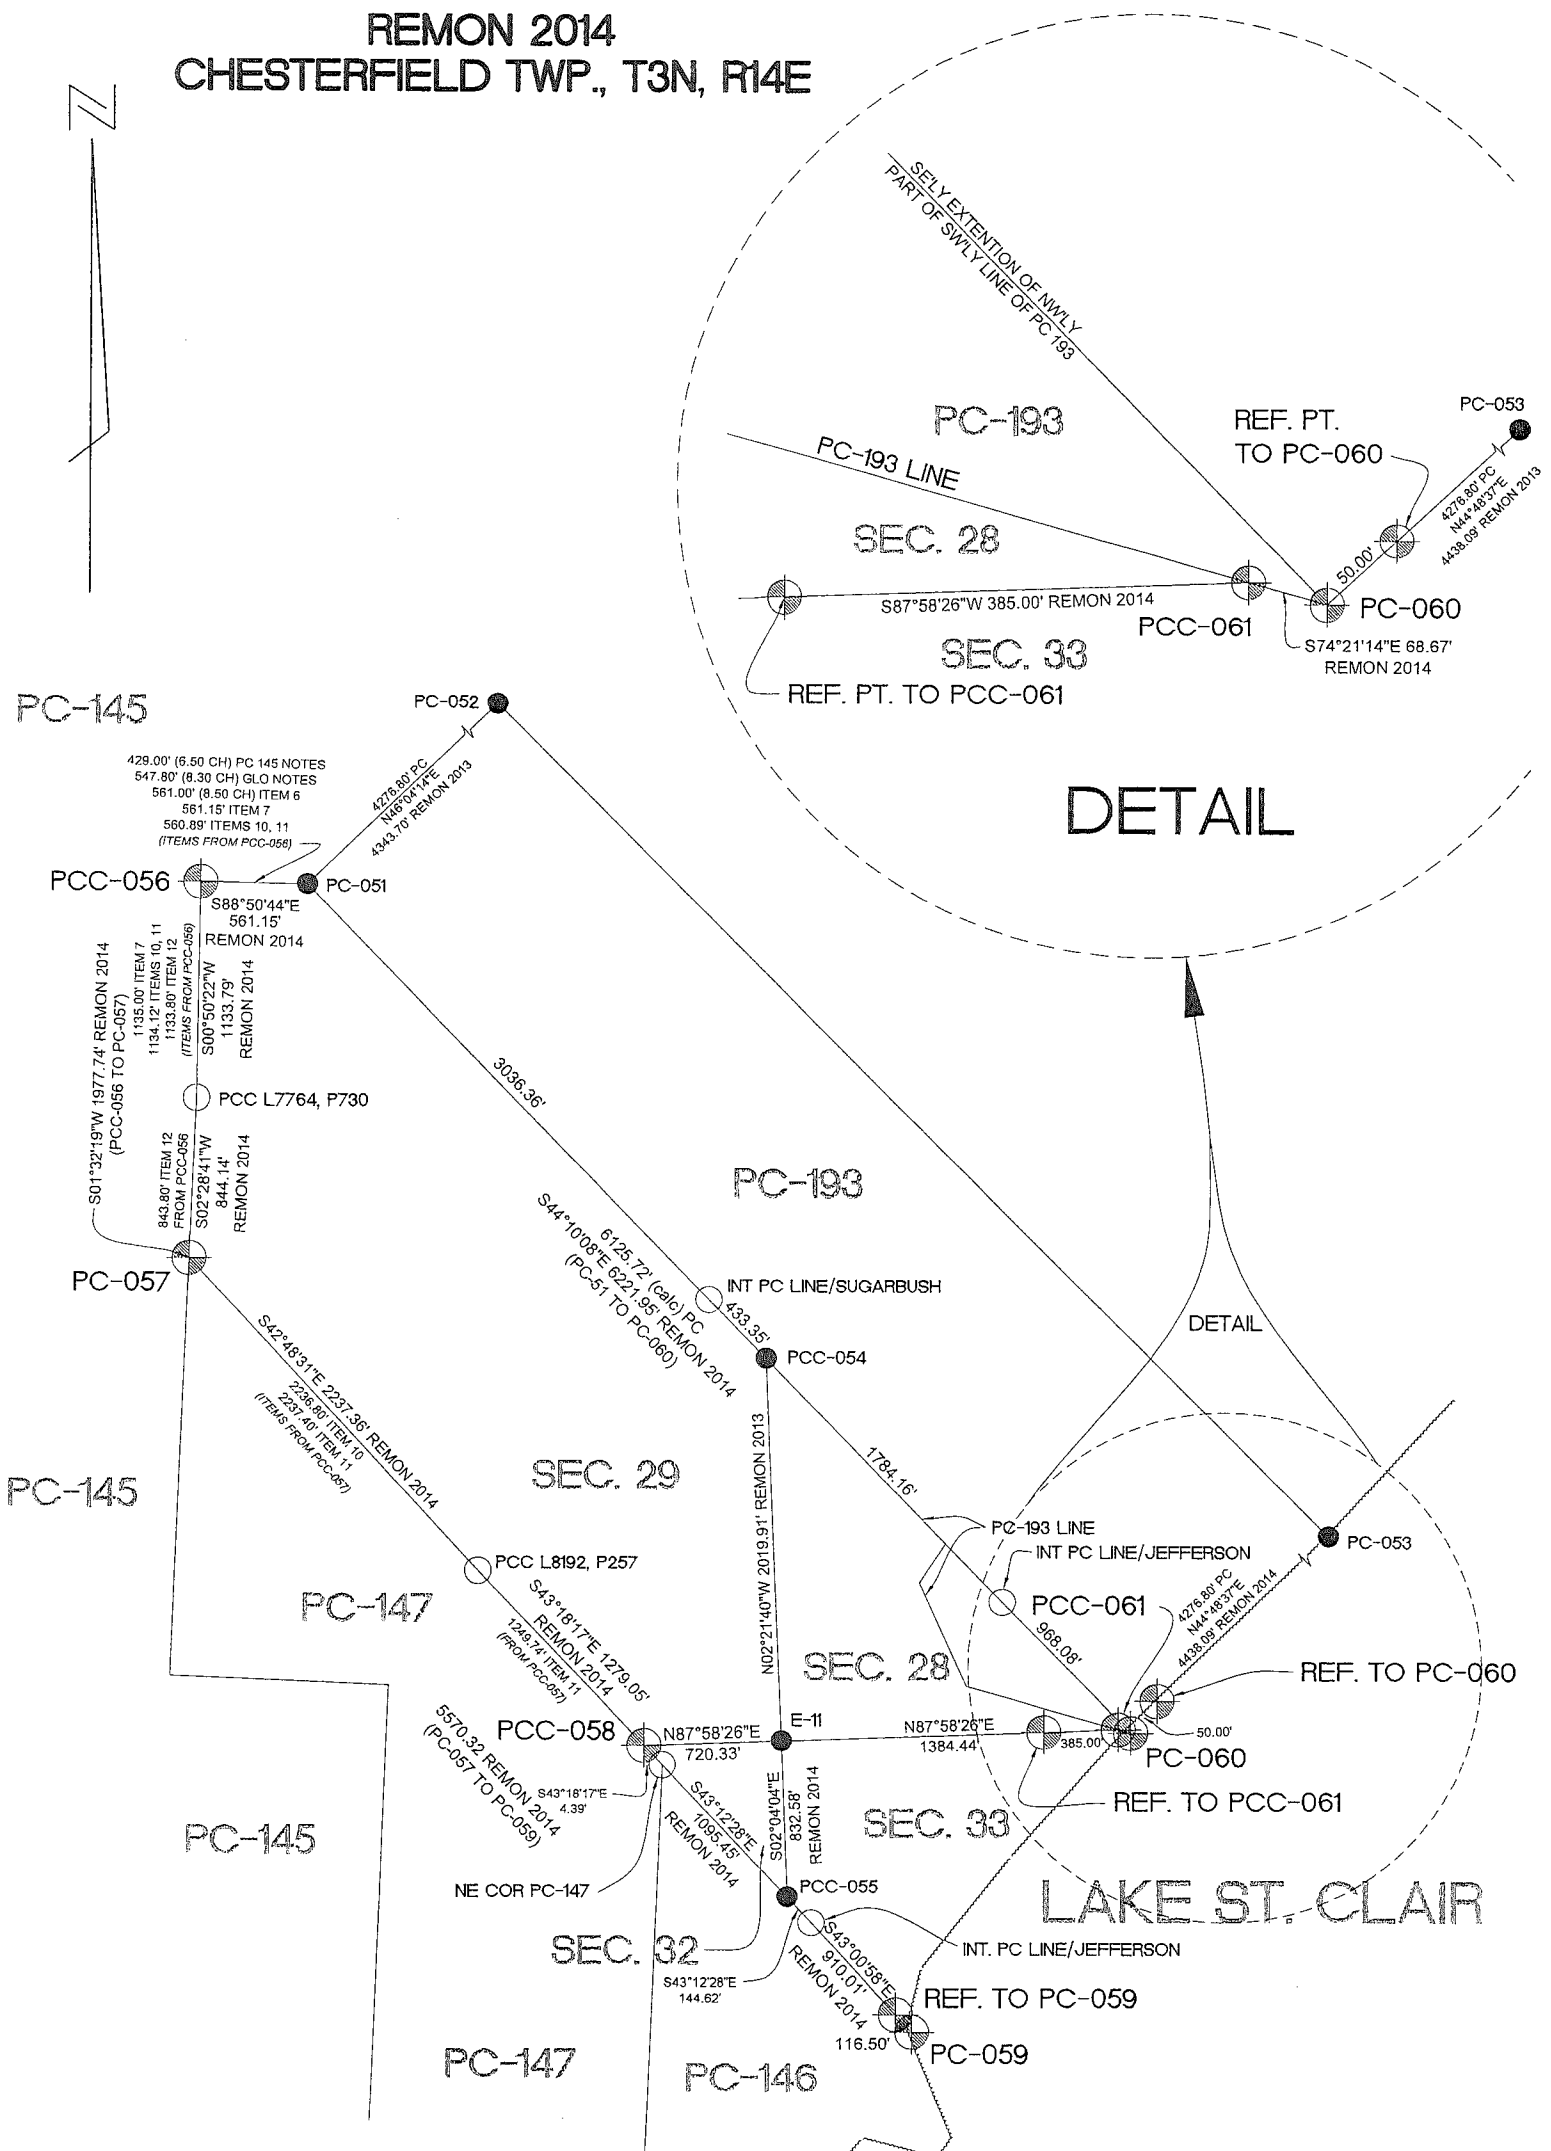 REMON 2014
CHESTERFIELD TWP., T3N, R14E
N
SE'LY EXTENTION OF NW'LY
PART OF SW'LY LINE OF PC 193
PC-193
PC-193 LINE
REF. PT.
TO PC-060
PC-053
4276.80' PC
N44°48'37"E
4438.09' REMON 2013
50.00'
SEC. 28
S87°58'26"W 385.00' REMON 2014
PCC-061
PC-060
S74°21'14"E 68.67'
REMON 2014
SEC. 33
REF. PT. TO PCC-061
DETAIL
PC-145
PC-052
429.00' (6.50 CH) PC 145 NOTES
547.80' (8.30 CH) GLO NOTES
561.00' (8.50 CH) ITEM 6
561.15' ITEM 7
560.89' ITEMS 10, 11
(ITEMS FROM PCC-056)
4276.80' PC
N46°04'14"E
4343.70' REMON 2013
PCC-056
PC-051
S88°50'44"E
561.15'
REMON 2014
S01°32'19"W 1977.74' REMON 2014
(PCC-056 TO PC-057)
1135.00' ITEM 7
1134.12' ITEMS 10, 11
1133.80' ITEM 12
(ITEMS FROM PCC-056)
S00°50'22"W
1133.79'
REMON 2014
PCC L7764, P730
843.80' ITEM 12
FROM PCC-056
S02°28'41"W
844.14'
REMON 2014
PC-057
3036.36'
PC-193
6125.72' (calc) PC
S44°10'08"E 6221.95' REMON 2014
(PC-51 TO PC-060)
INT PC LINE/SUGARBUSH
433.35'
PCC-054
DETAIL
S42°48'31"E 2237.36' REMON 2014
2236.80' ITEM 10
2237.40' ITEM 11
(ITEMS FROM PCC-057)
PC-145
SEC. 29
N02°21'40"W 2019.91' REMON 2013
1784.16'
PC-193 LINE
INT PC LINE/JEFFERSON
PC-053
PCC L8192, P257
PC-147
S43°18'17"E 1279.05'
REMON 2014
1249.74' ITEM 11
(FROM PCC-057)
PCC-061
968.08'
4276.80' PC
N44°48'37"E
4438.09' REMON 2014
SEC. 28
REF. TO PC-060
PCC-058
N87°58'26"E
720.33'
E-11
N87°58'26"E
1384.44'
385.00'
50.00'
PC-060
5570.32 REMON 2014
(PC-057 TO PC-059)
S43°18'17"E
4.39'
S43°12'28"E
1095.45'
REMON 2014
S02°04'04"E
832.58'
REMON 2014
REF. TO PCC-061
SEC. 33
PC-145
NE COR PC-147
PCC-055
LAKE ST. CLAIR
SEC. 32
S43°12'28"E
144.62'
INT. PC LINE/JEFFERSON
S43°00'58"E
910.01'
REMON 2014
REF. TO PC-059
116.50'
PC-059
PC-147
PC-146